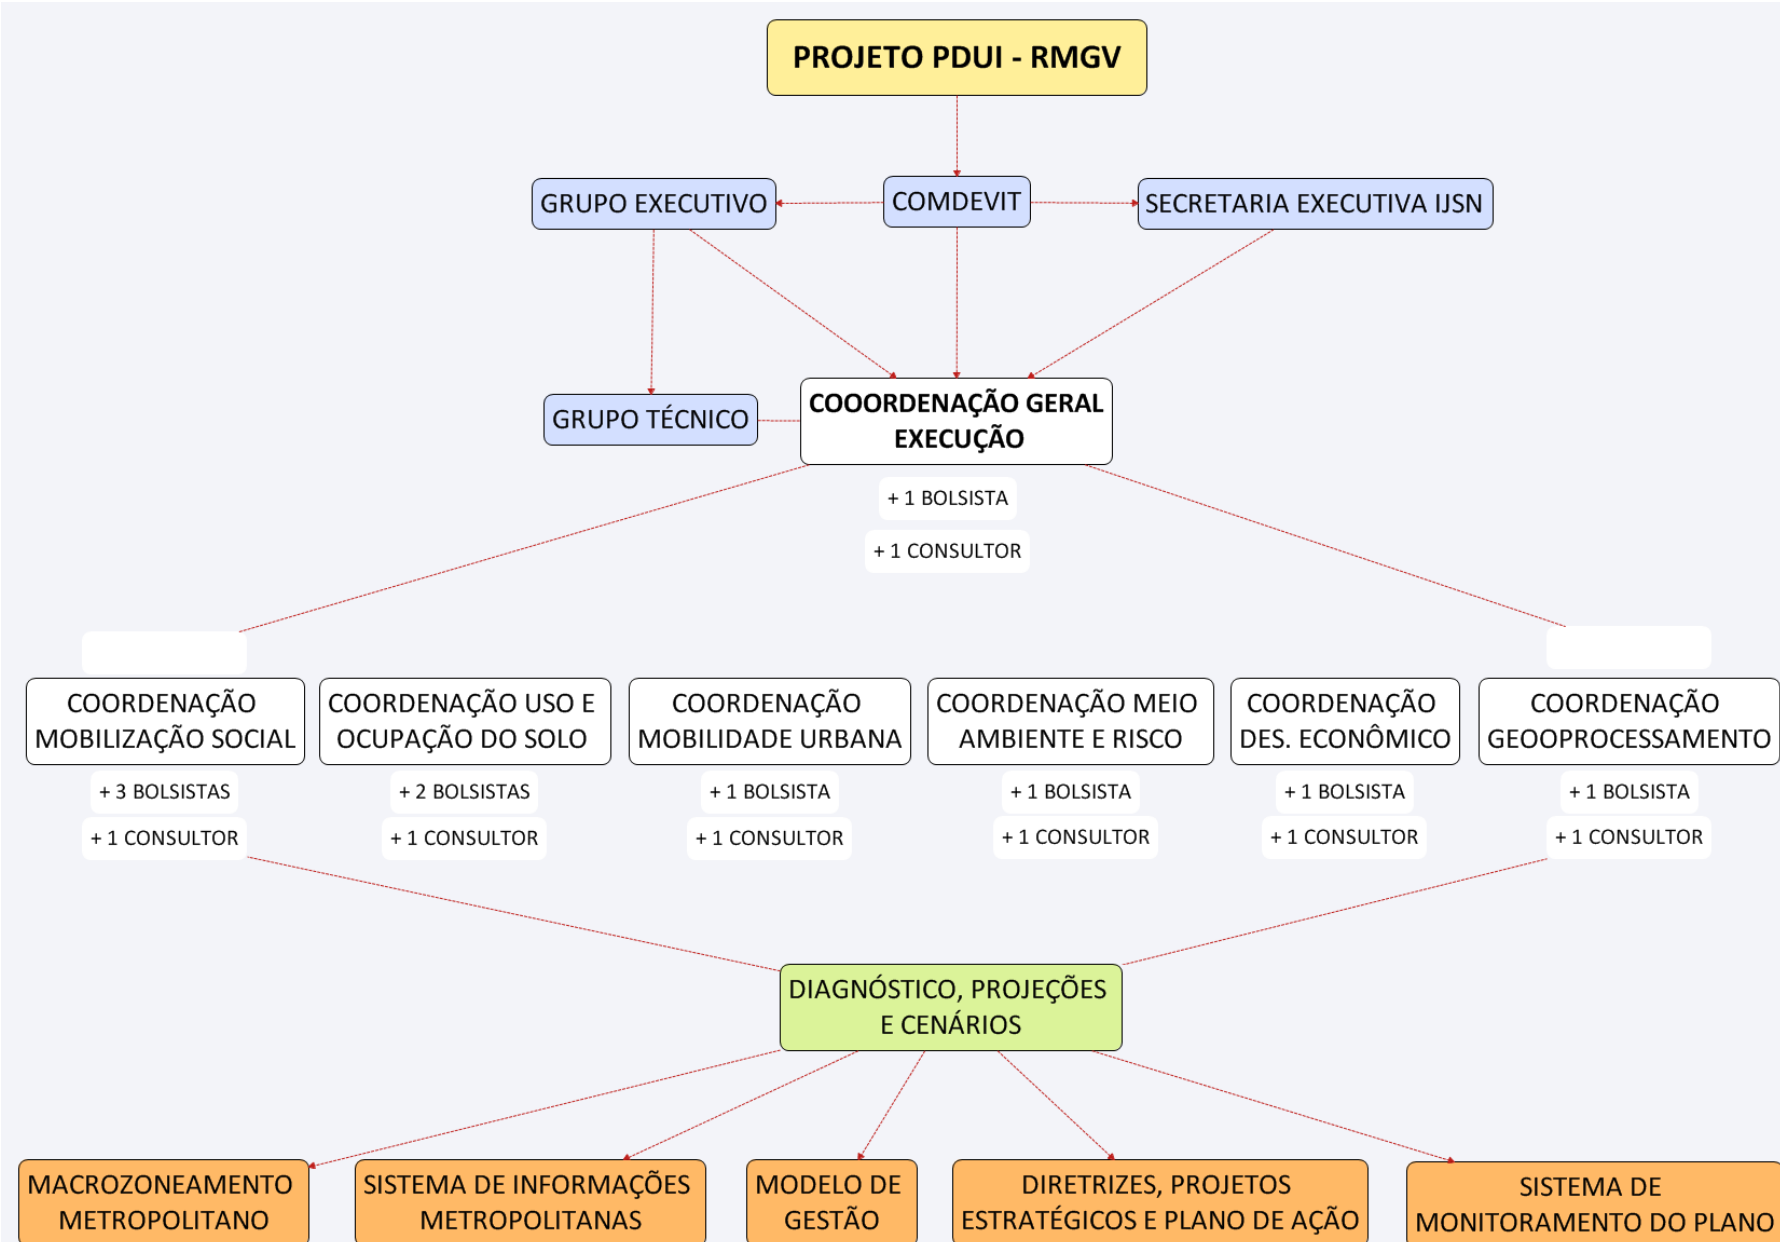 PROJETO PDUI - RMGV
GRUPO EXECUTIVO
COMDEVIT
SECRETARIA EXECUTIVA IJSN
GRUPO TÉCNICO
COOORDENAÇÃO GERAL
EXECUÇÃO
+ 1 BOLSISTA
+ 1 CONSULTOR
COORDENAÇÃO
MOBILIZAÇÃO SOCIAL
+ 3 BOLSISTAS
+ 1 CONSULTOR
COORDENAÇÃO USO E
OCUPAÇÃO DO SOLO
+ 2 BOLSISTAS
+ 1 CONSULTOR
COORDENAÇÃO
MOBILIDADE URBANA
+ 1 BOLSISTA
+ 1 CONSULTOR
COORDENAÇÃO MEIO
AMBIENTE E RISCO
+ 1 BOLSISTA
+ 1 CONSULTOR
COORDENAÇÃO
DES. ECONÔMICO
+ 1 BOLSISTA
+ 1 CONSULTOR
COORDENAÇÃO
GEOOPROCESSAMENTO
+ 1 BOLSISTA
+ 1 CONSULTOR
DIAGNÓSTICO, PROJEÇÕES
E CENÁRIOS
MACROZONEAMENTO
METROPOLITANO
SISTEMA DE INFORMAÇÕES
METROPOLITANAS
MODELO DE
GESTÃO
DIRETRIZES, PROJETOS
ESTRATÉGICOS E PLANO DE AÇÃO
SISTEMA DE
MONITORAMENTO DO PLANO